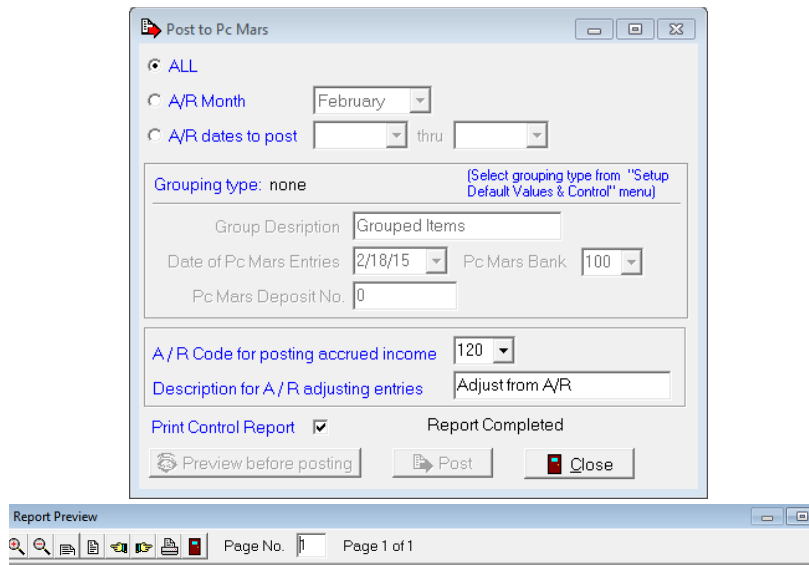 Post to Pc Mars
ALL
A/R Month February
A/R dates to post thru
Grouping type: none (Select grouping type from "Setup
Default Values & Control" menu)
Group Desription Grouped Items
Date of Pc Mars Entries 2/18/15 Pc Mars Bank 100
Pc Mars Deposit No. 0
A / R Code for posting accrued income 120
Description for A / R adjusting entries Adjust from A/R
Print Control Report Report Completed
Preview before posting Post Close
Report Preview
Page No. 1 Page 1 of 1